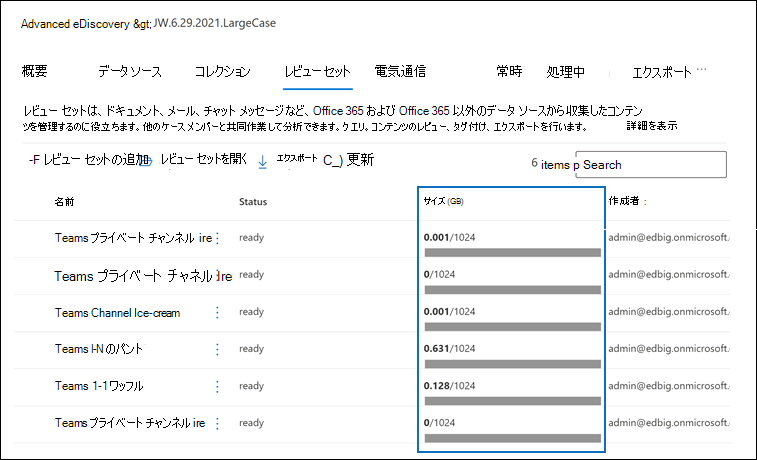 Advanced eDiscovery &gt; JW.6.29.2021.LargeCase
概要 データソース コレクション レビューセット 電気通信 常時 処理中 エクスポート ...
レビュー セットは、ドキュメント、メール、チャット メッセージなど、Office 365 および Office 365 以外のデータ ソースから収集したコンテン
ツを管理するのに役立ちます。他のケースメンバーと共同作業して分析できます。クエリ。コンテンツのレビュー、タグ付け、エクスポートを行います。 詳細を表示
-F レビュー セットの追加 レビュー セットを開く エクスポート C_) 更新 6 items p Search
名前 Status サイズ (GB) 作成者 :
Teams プライベート チャンネル ire ready 0.001/1024 admin@edbig.onmicrosoft.
Teams プライベート チャネル ire ready 0/1024 admin@edbig.onmicrosoft.
Teams Channel Ice-cream ready 0.001/1024 admin@edbig.onmicrosoft.
Teams I-N のパント ready 0.631/1024 admin@edbig.onmicrosoft.
Teams 1-1 ワッフル ready 0.128/1024 admin@edbig.onmicrosoft.
Teams プライベート チャンネル ire ready 0/1024 admin@edbig.onmicrosoft.